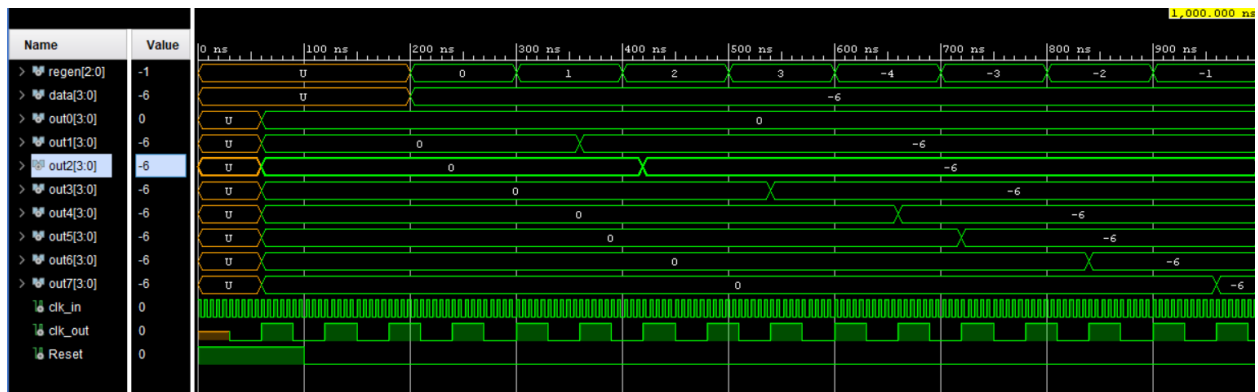 1,000.000 ns
Name Value 0 ns 100 ns 200 ns 300 ns 400 ns 500 ns 600 ns 700 ns 800 ns 900 ns
regen[2:0] -1 U 0 1 2 3 -4 -3 -2 -1
data[3:0] -6 U -6
out0[3:0] 0 U 0
out1[3:0] -6 U 0 -6
out2[3:0] -6 U 0 -6
out3[3:0] -6 U 0 -6
out4[3:0] -6 U 0 -6
out5[3:0] -6 U 0 -6
out6[3:0] -6 U 0 -6
out7[3:0] -6 U 0 -6
clk_in 0
clk_out 0
Reset 0